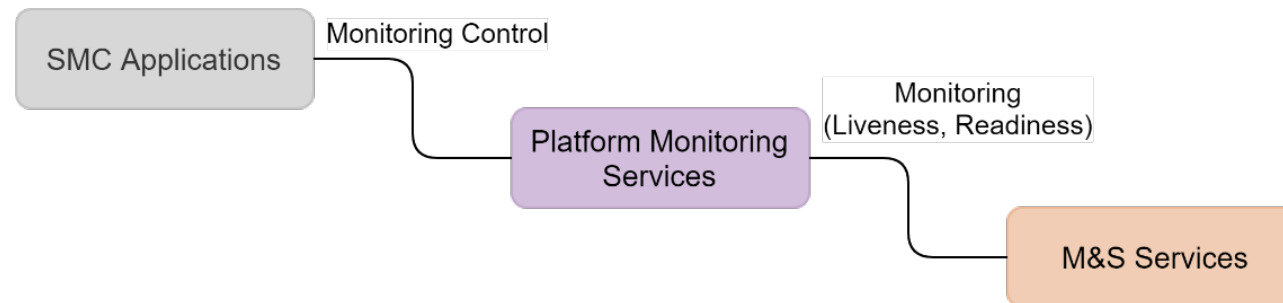 SMC Applications
Monitoring Control
Platform Monitoring
Services
Monitoring
(Liveness, Readiness)
M&S Services